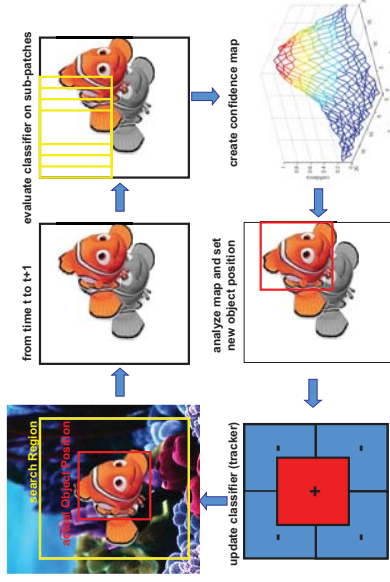 search Region
actual Object Position
from time t to t+1
evaluate classifier on sub-patches
create confidence map
confidence
analyze map and set
new object position
update classifier (tracker)
- -
+
- -